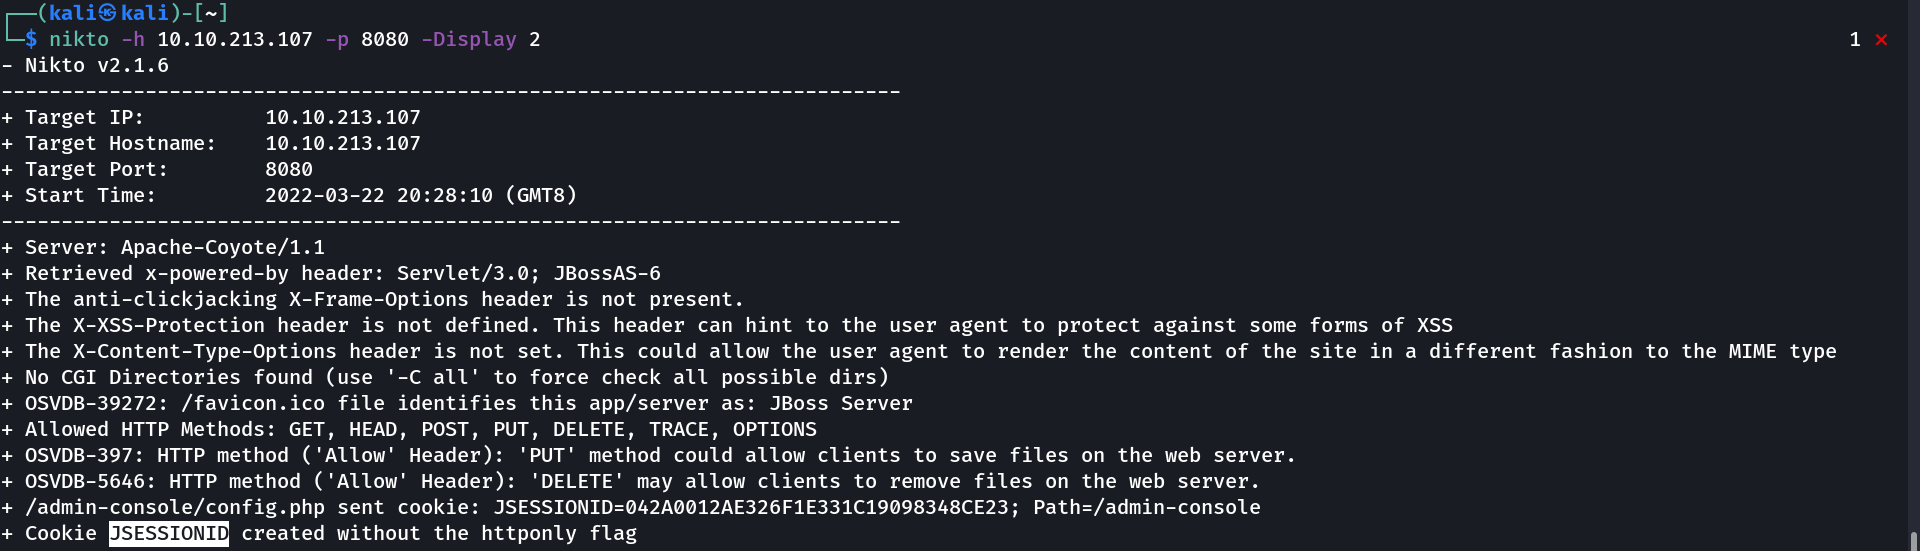 ┌──(kali㉿kali)-[~]
└─$ nikto -h 10.10.213.107 -p 8080 -Display 2 1 ⨯
- Nikto v2.1.6
---------------------------------------------------------------------------
+ Target IP: 10.10.213.107
+ Target Hostname: 10.10.213.107
+ Target Port: 8080
+ Start Time: 2022-03-22 20:28:10 (GMT8)
---------------------------------------------------------------------------
+ Server: Apache-Coyote/1.1
+ Retrieved x-powered-by header: Servlet/3.0; JBossAS-6
+ The anti-clickjacking X-Frame-Options header is not present.
+ The X-XSS-Protection header is not defined. This header can hint to the user agent to protect against some forms of XSS
+ The X-Content-Type-Options header is not set. This could allow the user agent to render the content of the site in a different fashion to the MIME type
+ No CGI Directories found (use '-C all' to force check all possible dirs)
+ OSVDB-39272: /favicon.ico file identifies this app/server as: JBoss Server
+ Allowed HTTP Methods: GET, HEAD, POST, PUT, DELETE, TRACE, OPTIONS
+ OSVDB-397: HTTP method ('Allow' Header): 'PUT' method could allow clients to save files on the web server.
+ OSVDB-5646: HTTP method ('Allow' Header): 'DELETE' may allow clients to remove files on the web server.
+ /admin-console/config.php sent cookie: JSESSIONID=042A0012AE326F1E331C19098348CE23; Path=/admin-console
+ Cookie JSESSIONID created without the httponly flag